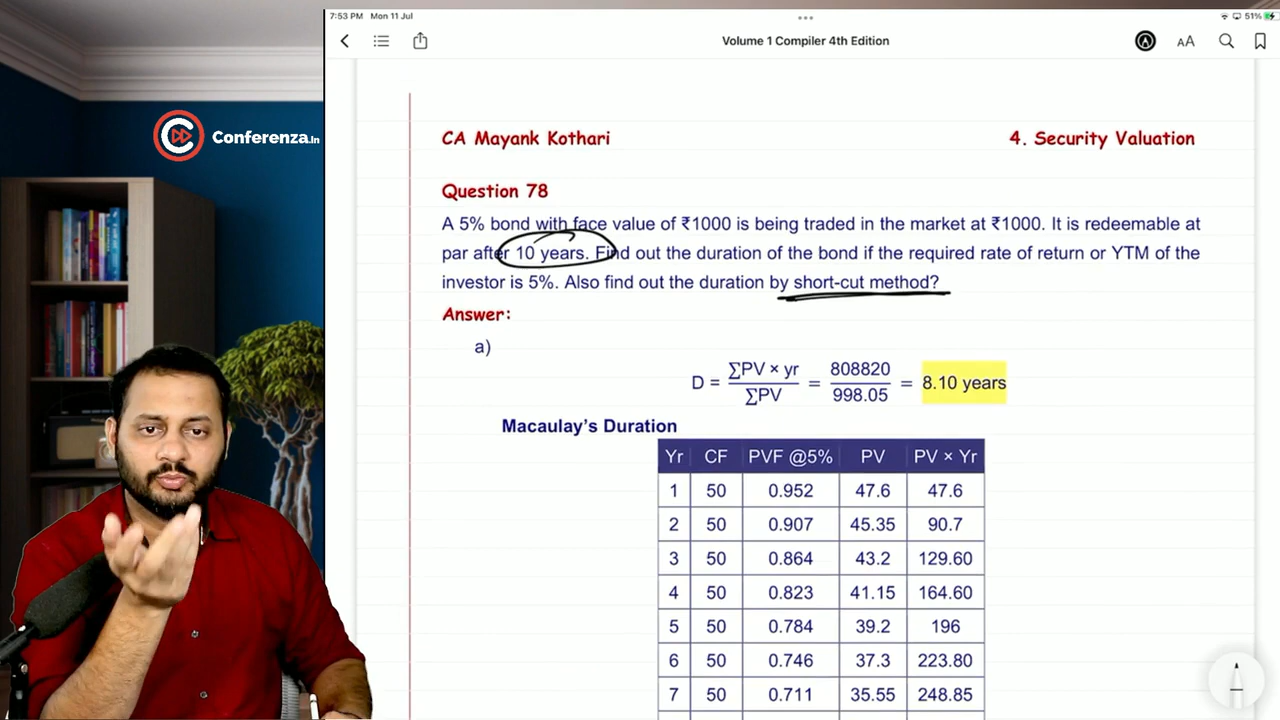 7:53 PM Mon 11 Jul
51%
Volume 1 Compiler 4th Edition
AA
Conferenza.in
CA Mayank Kothari
4. Security Valuation
Question 78
A 5% bond with face value of ₹1000 is being traded in the market at ₹1000. It is redeemable at
par after 10 years. Find out the duration of the bond if the required rate of return or YTM of the
investor is 5%. Also find out the duration by short-cut method?
Answer:
a)
D = ∑PV × yr / ∑PV = 808820 / 998.05 = 8.10 years
Macaulay's Duration
Yr CF PVF @5% PV PV × Yr
1 50 0.952 47.6 47.6
2 50 0.907 45.35 90.7
3 50 0.864 43.2 129.60
4 50 0.823 41.15 164.60
5 50 0.784 39.2 196
6 50 0.746 37.3 223.80
7 50 0.711 35.55 248.85